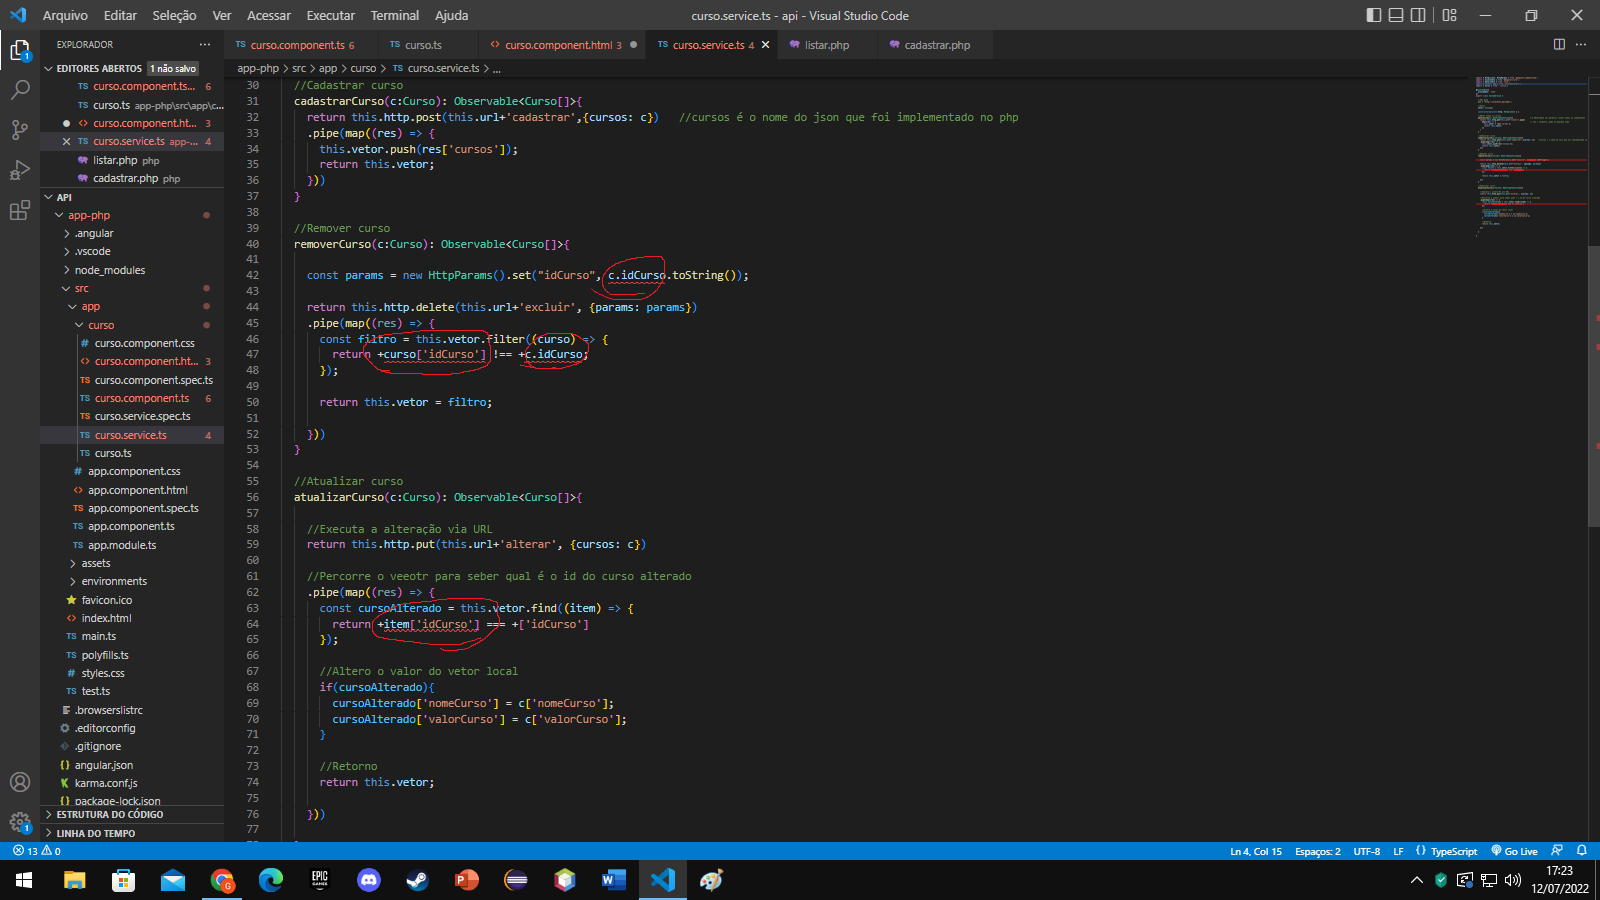 Arquivo Editar Seleção Ver Acessar Executar Terminal Ajuda
curso.service.ts - api - Visual Studio Code
EXPLORADOR ...
curso.component.ts 6
curso.ts
curso.component.html 3
curso.service.ts 4
listar.php
cadastrar.php
app-php > src > app > curso > TS curso.service.ts > ...
EDITORES ABERTOS 1 não salvo
TS curso.component.ts... 6
TS curso.ts app-php\src\app\c...
curso.component.ht... 3
TS curso.service.ts app-... 4
listar.php php
cadastrar.php php
API
app-php
.angular
.vscode
node_modules
src
app
curso
# curso.component.css
<> curso.component.ht... 3
TS curso.component.spec.ts
TS curso.component.ts 6
TS curso.service.spec.ts
TS curso.service.ts 4
TS curso.ts
# app.component.css
<> app.component.html
TS app.component.spec.ts
TS app.component.ts
TS app.module.ts
assets
environments
favicon.ico
<> index.html
TS main.ts
TS polyfills.ts
# styles.css
TS test.ts
.browserslistrc
.editorconfig
.gitignore
{} angular.json
karma.conf.js
{} package-lock.json
ESTRUTURA DO CÓDIGO
LINHA DO TEMPO
30 //Cadastrar curso
31 cadastrarCurso(c:Curso): Observable<Curso[]>{
32 return this.http.post(this.url+'cadastrar',{cursos: c}) //cursos é o nome do json que foi implementado no php
33 .pipe(map((res) => {
34 this.vetor.push(res['cursos']);
35 return this.vetor;
36 }))
37 }
38
39 //Remover curso
40 removerCurso(c:Curso): Observable<Curso[]>{
41
42 const params = new HttpParams().set("idCurso", c.idCurso.toString());
43
44 return this.http.delete(this.url+'excluir', {params: params})
45 .pipe(map((res) => {
46 const filtro = this.vetor.filter((curso) => {
47 return +curso['idCurso'] !== +c.idCurso;
48 });
49
50 return this.vetor = filtro;
51
52 }))
53 }
54
55 //Atualizar curso
56 atualizarCurso(c:Curso): Observable<Curso[]>{
57
58 //Executa a alteração via URL
59 return this.http.put(this.url+'alterar', {cursos: c})
60
61 //Percorre o veeotr para seber qual é o id do curso alterado
62 .pipe(map((res) => {
63 const cursoAlterado = this.vetor.find((item) => {
64 return +item['idCurso'] === +['idCurso']
65 });
66
67 //Altero o valor do vetor local
68 if(cursoAlterado){
69 cursoAlterado['nomeCurso'] = c['nomeCurso'];
70 cursoAlterado['valorCurso'] = c['valorCurso'];
71 }
72
73 //Retorno
74 return this.vetor;
75
76 }))
77
13 0
Ln 4, Col 15 Espaços: 2 UTF-8 LF {} TypeScript Go Live
17:23
12/07/2022